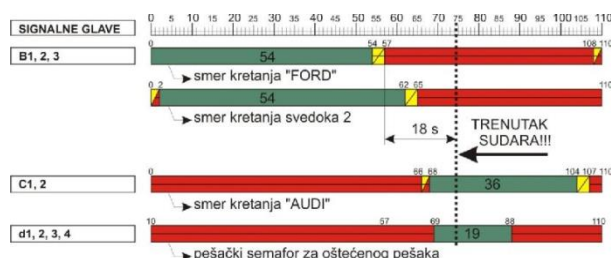 SIGNALNE GLAVE 0 5 10 15 20 25 30 35 40 45 50 55 60 65 70 75 80 85 90 95 100 105 110
B1, 2, 3 0 54 54 57 108 110
smer kretanja "FORD"
0 2 54 62 65 110
smer kretanja svedoka 2
18 s
TRENUTAK
SUDARA!!!
C1, 2 0 66 68 36 104 107 110
smer kretanja "AUDI"
d1, 2, 3, 4 10 57 69 19 88 110
pešački semafor za oštećenog pešaka